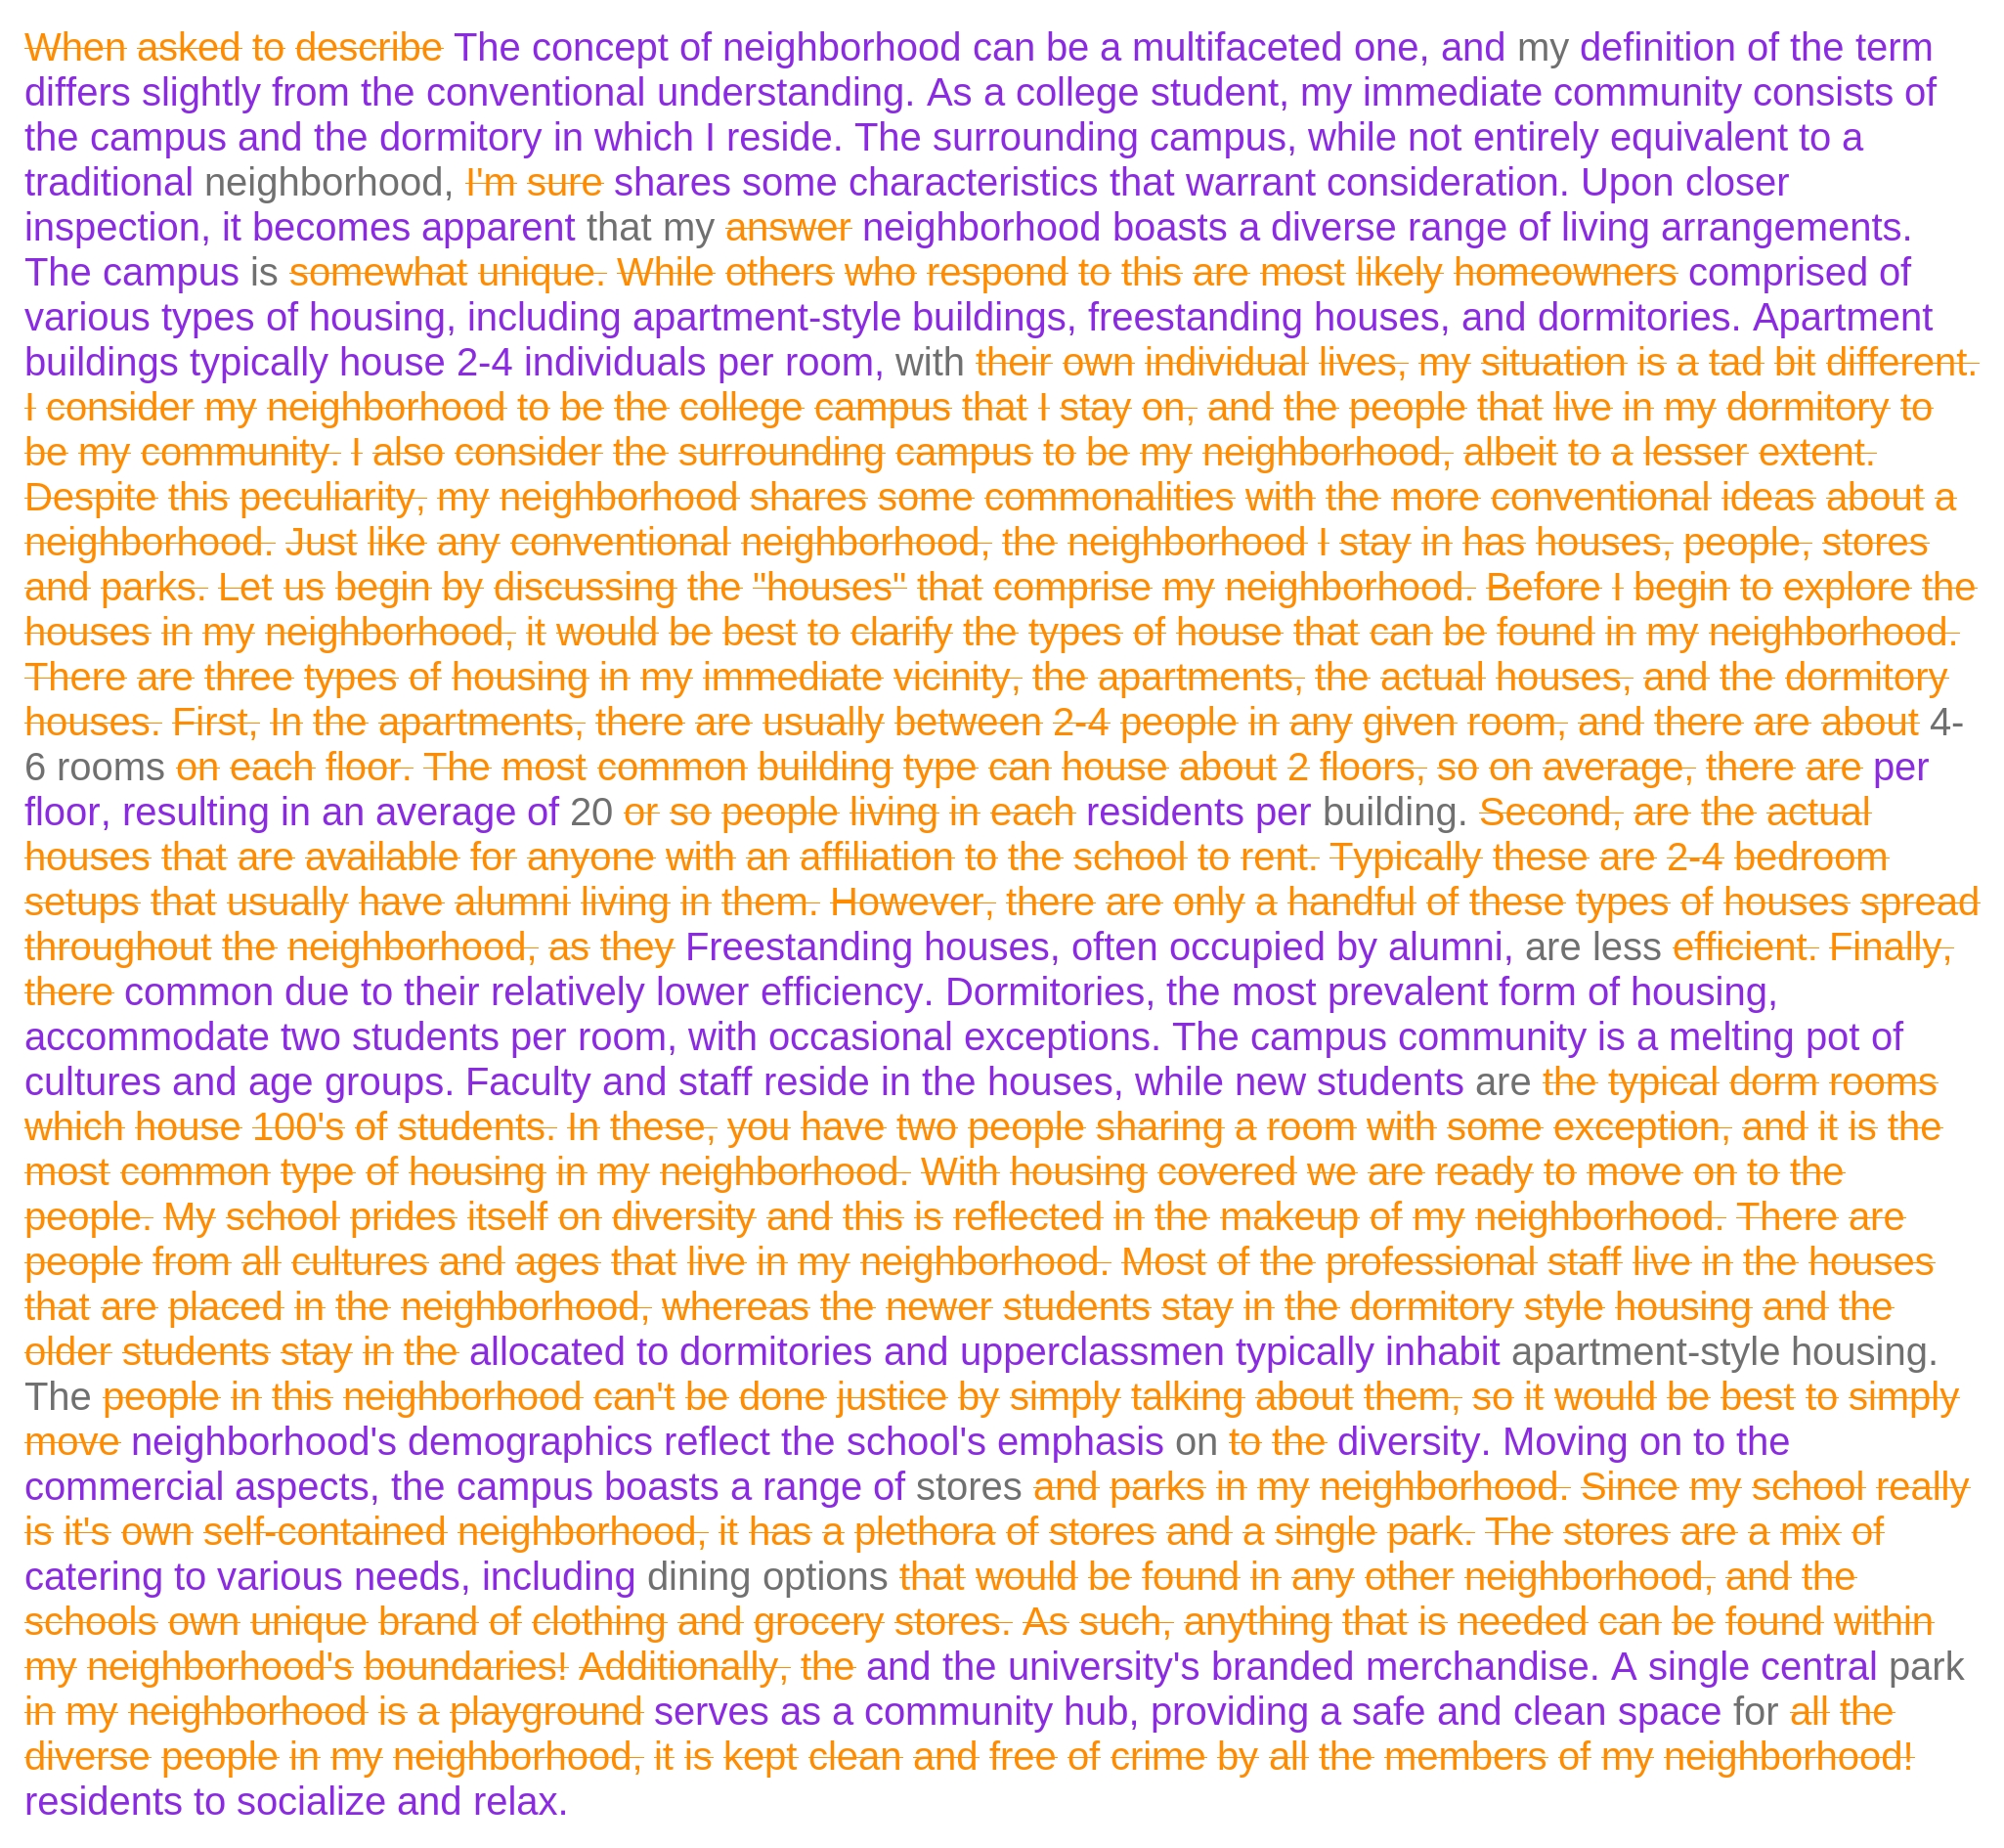 When asked to describe The concept of neighborhood can be a multifaceted one, and my definition of the term
differs slightly from the conventional understanding. As a college student, my immediate community consists of
the campus and the dormitory in which I reside. The surrounding campus, while not entirely equivalent to a
traditional neighborhood, I'm sure shares some characteristics that warrant consideration. Upon closer
inspection, it becomes apparent that my answer neighborhood boasts a diverse range of living arrangements.
The campus is somewhat unique. While others who respond to this are most likely homeowners comprised of
various types of housing, including apartment-style buildings, freestanding houses, and dormitories. Apartment
buildings typically house 2-4 individuals per room, with their own individual lives, my situation is a tad bit different.
I consider my neighborhood to be the college campus that I stay on, and the people that live in my dormitory to
be my community. I also consider the surrounding campus to be my neighborhood, albeit to a lesser extent.
Despite this peculiarity, my neighborhood shares some commonalities with the more conventional ideas about a
neighborhood. Just like any conventional neighborhood, the neighborhood I stay in has houses, people, stores
and parks. Let us begin by discussing the "houses" that comprise my neighborhood. Before I begin to explore the
houses in my neighborhood, it would be best to clarify the types of house that can be found in my neighborhood.
There are three types of housing in my immediate vicinity, the apartments, the actual houses, and the dormitory
houses. First, In the apartments, there are usually between 2-4 people in any given room, and there are about 4-
6 rooms on each floor. The most common building type can house about 2 floors, so on average, there are per
floor, resulting in an average of 20 or so people living in each residents per building. Second, are the actual
houses that are available for anyone with an affiliation to the school to rent. Typically these are 2-4 bedroom
setups that usually have alumni living in them. However, there are only a handful of these types of houses spread
throughout the neighborhood, as they Freestanding houses, often occupied by alumni, are less efficient. Finally,
there common due to their relatively lower efficiency. Dormitories, the most prevalent form of housing,
accommodate two students per room, with occasional exceptions. The campus community is a melting pot of
cultures and age groups. Faculty and staff reside in the houses, while new students are the typical dorm rooms
which house 100's of students. In these, you have two people sharing a room with some exception, and it is the
most common type of housing in my neighborhood. With housing covered we are ready to move on to the
people. My school prides itself on diversity and this is reflected in the makeup of my neighborhood. There are
people from all cultures and ages that live in my neighborhood. Most of the professional staff live in the houses
that are placed in the neighborhood, whereas the newer students stay in the dormitory style housing and the
older students stay in the allocated to dormitories and upperclassmen typically inhabit apartment-style housing.
The people in this neighborhood can't be done justice by simply talking about them, so it would be best to simply
move neighborhood's demographics reflect the school's emphasis on to the diversity. Moving on to the
commercial aspects, the campus boasts a range of stores and parks in my neighborhood. Since my school really
is it's own self-contained neighborhood, it has a plethora of stores and a single park. The stores are a mix of
catering to various needs, including dining options that would be found in any other neighborhood, and the
schools own unique brand of clothing and grocery stores. As such, anything that is needed can be found within
my neighborhood's boundaries! Additionally, the and the university's branded merchandise. A single central park
in my neighborhood is a playground serves as a community hub, providing a safe and clean space for all the
diverse people in my neighborhood, it is kept clean and free of crime by all the members of my neighborhood!
residents to socialize and relax.